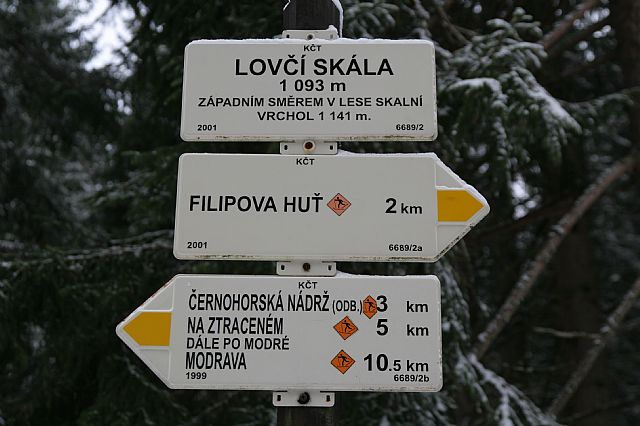 KČT
LOVČÍ SKÁLA
1 093 m
ZÁPADNÍM SMĚREM V LESE SKALNÍ
VRCHOL 1 141 m.
2001 6689/2
KČT
FILIPOVA HUŤ 2 KM
2001 6689/2a
KČT
ČERNOHORSKÁ NÁDRŽ (ODB.) 3 KM
NA ZTRACENÉM 5 KM
DÁLE PO MODRÉ
MODRAVA 10.5 KM
1999 6689/2b